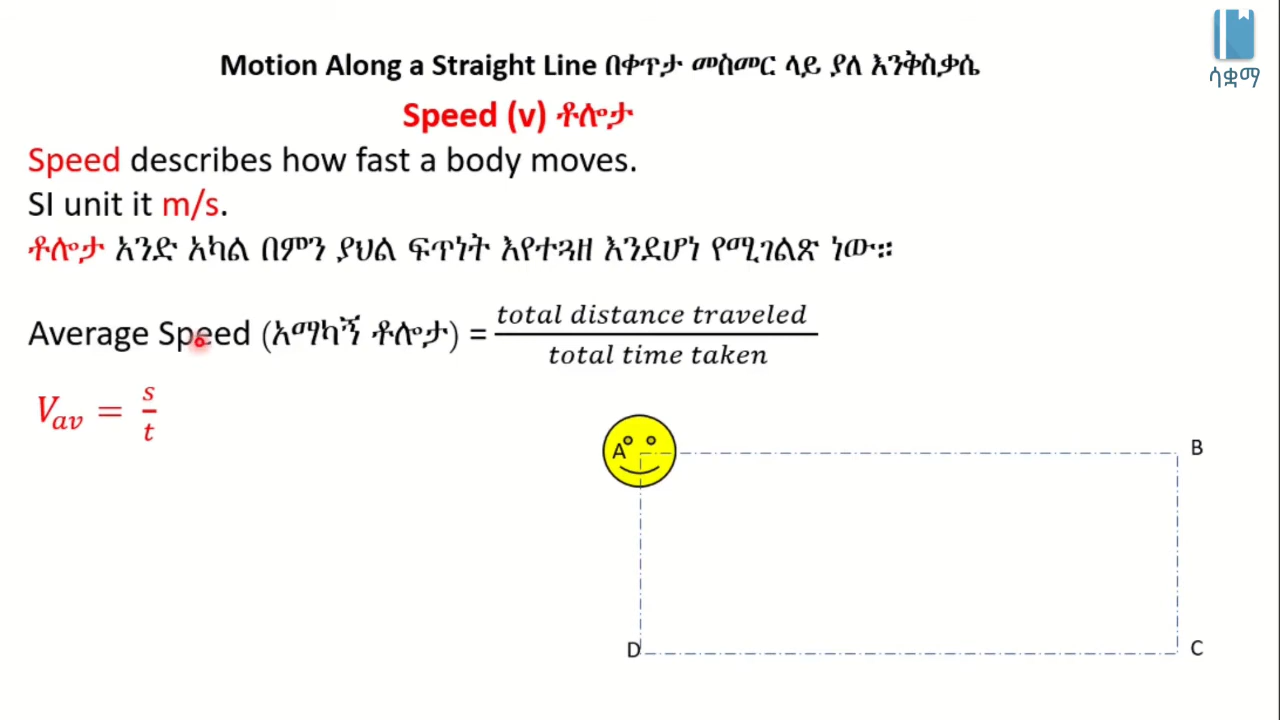 Motion Along a Straight Line በቀጥታ መስመር ላይ ያለ እንቅስቃሴ
ሳቋማ
Speed (v) ቶሎታ
Speed describes how fast a body moves.
SI unit it m/s.
ቶሎታ አንድ አካል በምን ያህል ፍጥነት እየተጓዘ እንደሆነ የሚገልጽ ነው።
Average Speed (አማካኝ ቶሎታ) = total distance traveled / total time taken
V_av = s/t
A
B
D
C